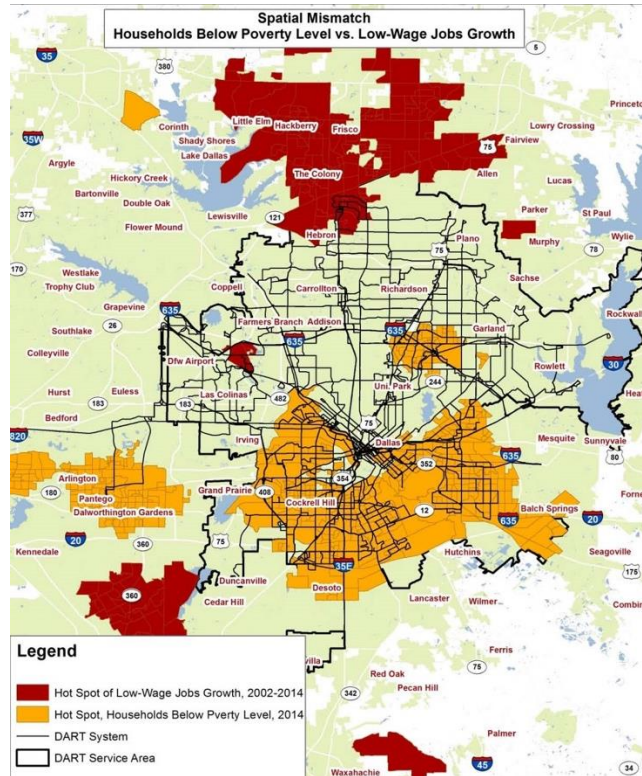 Spatial Mismatch
Households Below Poverty Level vs. Low-Wage Jobs Growth
35
380
5
Princeto
Little Elm
Hackberry
Frisco
Corinth
Shady Shores
Lake Dallas
Lowry Crossing
75
Fairview
35W
Argyle
Hickory Creek
Bartonville
Double Oak
The Colony
Allen
Lucas
377
Lewisville
121
Parker
St Paul
Flower Mound
Hebron
Plano
75
Murphy
Wylie
78
170
Westlake
Trophy Club
Coppell
Carrollton
Richardson
Sachse
Grapevine
635
Rockwall
Southlake
26
Farmers Branch
Addison
635
635
Garland
Colleyville
Dfw Airport
Rowlett
30
Hurst
Euless
Las Colinas
Uni. Park
244
Heat
183
183
482
Bedford
75
820
Irving
Dallas
Mesquite
Sunnyvale
352
635
80
Arlington
354
180
Pantego
Grand Prairie
408
Cockrell Hill
Forne
Dalworthington Gardens
12
Balch Springs
635
20
20
360
75
Hutchins
Seagoville
Kennedale
35E
175
Duncanville
Desoto
360
Cedar Hill
Lancaster
Wilmer
Combin
Ferris
villa
75
Red Oak
342
Pecan Hill
Palmer
45
Waxahachie
34
Legend
Hot Spot of Low-Wage Jobs Growth, 2002-2014
Hot Spot, Households Below Pverty Level, 2014
DART System
DART Service Area